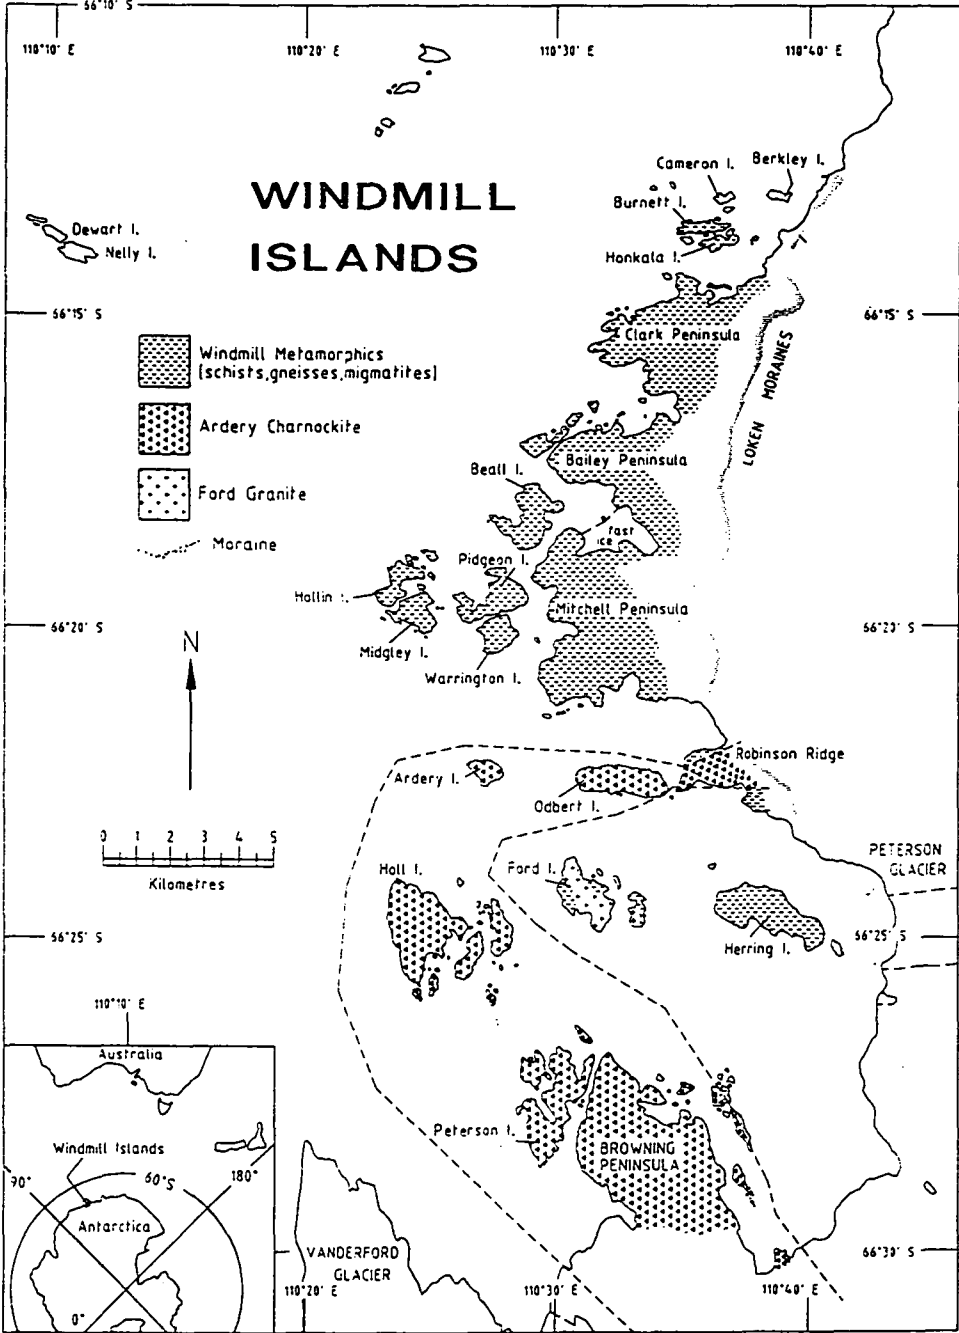 66°10' S
110°10' E
110°20' E
110°30' E
110°40' E
Cameron I.
Berkley I.
WINDMILL
ISLANDS
Burnett I.
Dewart I.
Nelly I.
Honkala I.
66°15' S
66°15' S
Clark Peninsula
Windmill Metamorphics
(schists,gneisses,migmatites)
LOKEN MORAINES
Ardery Charnockite
Bailey Peninsula
Beall I.
Ford Granite
fast
ice
Moraine
Pidgeon I.
Hollin I.
Mitchell Peninsula
66°20' S
66°20' S
N
Midgley I.
Warrington I.
Robinson Ridge
Ardery I.
Odbert I.
0 1 2 3 4 5
Kilometres
Holl I.
Ford I.
PETERSON
GLACIER
66°25' S
66°25' S
Herring I.
110°10' E
Australia
Peterson I.
BROWNING
PENINSULA
Windmill Islands
90°
60°S
180°
Antarctica
0°
VANDERFORD
GLACIER
66°30' S
110°20' E
110°30' E
110°40' E